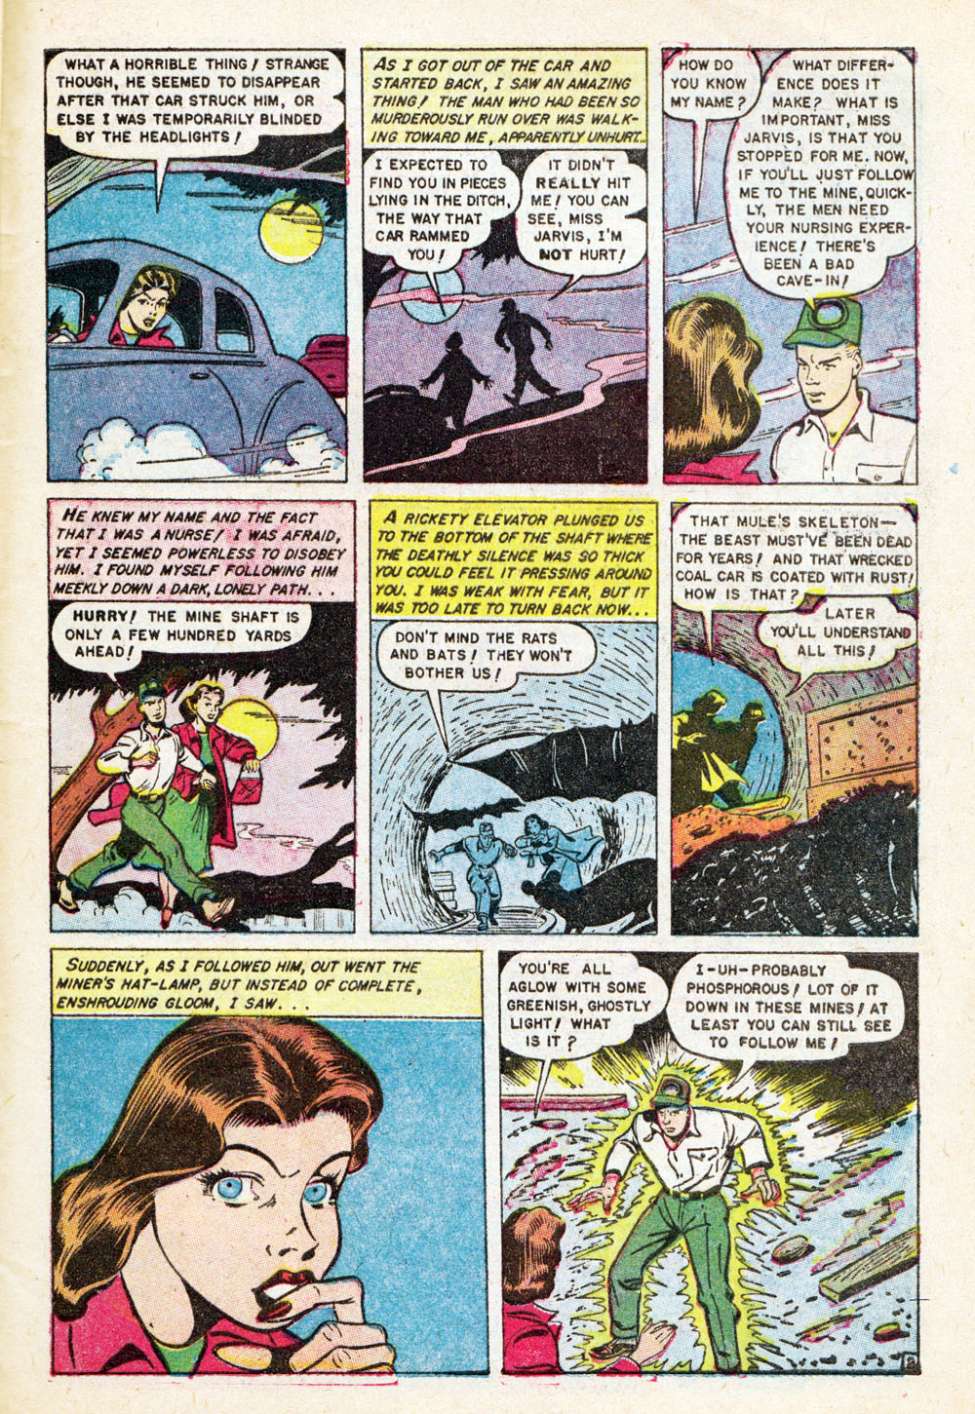 WHAT A HORRIBLE THING! STRANGE
THOUGH, HE SEEMED TO DISAPPEAR
AFTER THAT CAR STRUCK HIM, OR
ELSE I WAS TEMPORARILY BLINDED
BY THE HEADLIGHTS!
AS I GOT OUT OF THE CAR AND
STARTED BACK, I SAW AN AMAZING
THING! THE MAN WHO HAD BEEN SO
MURDEROUSLY RUN OVER WAS WALK-
ING TOWARD ME, APPARENTLY UNHURT...
I EXPECTED TO
FIND YOU IN PIECES
LYING IN THE DITCH,
THE WAY THAT
CAR RAMMED
YOU!
IT DIDN'T
REALLY HIT
ME! YOU CAN
SEE, MISS
JARVIS, I'M
NOT HURT!
HOW DO
YOU KNOW
MY NAME?
WHAT DIFFER-
ENCE DOES IT
MAKE? WHAT IS
IMPORTANT, MISS
JARVIS, IS THAT YOU
STOPPED FOR ME. NOW,
IF YOU'LL JUST FOLLOW
ME TO THE MINE, QUICK-
LY, THE MEN NEED
YOUR NURSING EXPER-
IENCE! THERE'S
BEEN A BAD
CAVE-IN!
HE KNEW MY NAME AND THE FACT
THAT I WAS A NURSE! I WAS AFRAID,
YET I SEEMED POWERLESS TO DISOBEY
HIM. I FOUND MYSELF FOLLOWING HIM
MEEKLY DOWN A DARK, LONELY PATH...
HURRY! THE MINE SHAFT IS
ONLY A FEW HUNDRED YARDS
AHEAD!
A RICKETY ELEVATOR PLUNGED US
TO THE BOTTOM OF THE SHAFT WHERE
THE DEATHLY SILENCE WAS SO THICK
YOU COULD FEEL IT PRESSING AROUND
YOU. I WAS WEAK WITH FEAR, BUT IT
WAS TOO LATE TO TURN BACK NOW...
DON'T MIND THE RATS
AND BATS! THEY WON'T
BOTHER US!
THAT MULE'S SKELETON—
THE BEAST MUST'VE BEEN DEAD
FOR YEARS! AND THAT WRECKED
COAL CAR IS COATED WITH RUST!
HOW IS THAT?
LATER
YOU'LL UNDERSTAND
ALL THIS!
SUDDENLY, AS I FOLLOWED HIM, OUT WENT THE
MINER'S HAT-LAMP, BUT INSTEAD OF COMPLETE,
ENSHROUDING GLOOM, I SAW...
YOU'RE ALL
AGLOW WITH SOME
GREENISH, GHOSTLY
LIGHT! WHAT
IS IT?
I-UH-PROBABLY
PHOSPHOROUS! LOT OF IT
DOWN IN THESE MINES! AT
LEAST YOU CAN STILL SEE
TO FOLLOW ME!
2